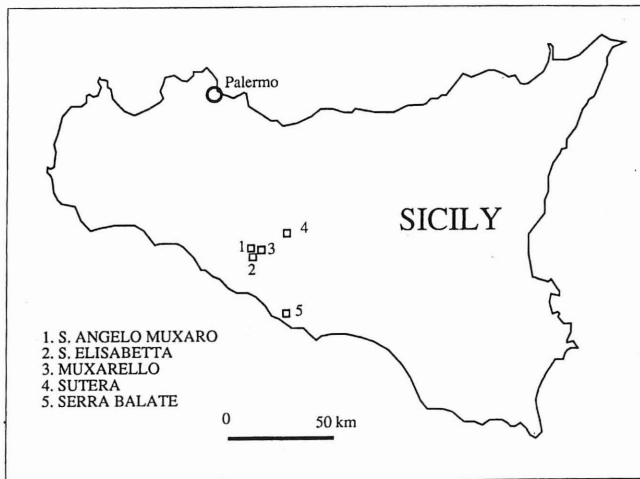 Palermo
SICILY
4
1
3
2
5
1. S. ANGELO MUXARO
2. S. ELISABETTA
3. MUXARELLO
4. SUTERA
5. SERRA BALATE
0 50 km